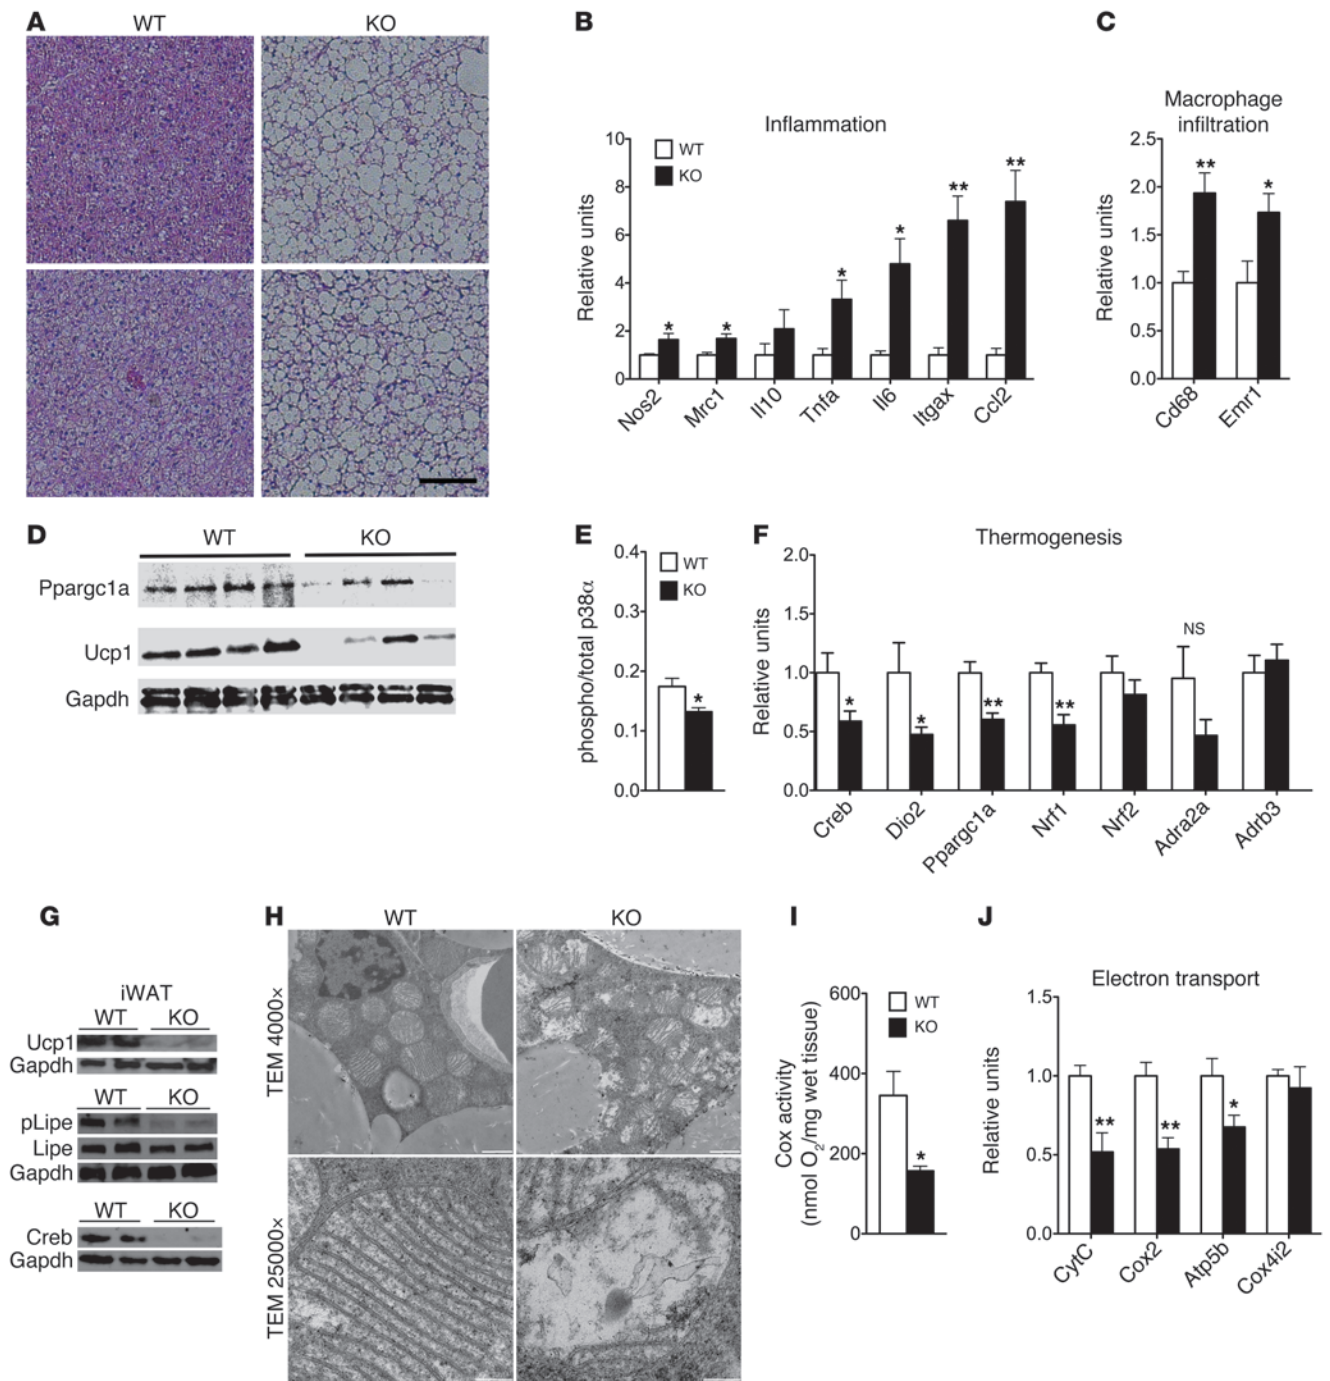 A
WT
KO
B
Inflammation
WT
KO
Relative units
10
8
6
4
2
0
*
*
*
*
**
**
Nos2
Mrc1
Il10
Tnfa
Il6
Itgax
Ccl2
C
Macrophage
infiltration
Relative units
2.5
2.0
1.5
1.0
0.5
0.0
**
*
Cd68
Emr1
D
WT
KO
Ppargc1a
Ucp1
Gapdh
E
phospho/total p38α
0.4
0.3
0.2
0.1
0.0
WT
KO
*
F
Thermogenesis
Relative units
2.0
1.5
1.0
0.5
0.0
*
*
**
**
NS
Creb
Dio2
Ppargc1a
Nrf1
Nrf2
Adra2a
Adrb3
G
iWAT
WT
KO
Ucp1
Gapdh
WT
KO
pLipe
Lipe
Gapdh
WT
KO
Creb
Gapdh
H
WT
KO
TEM 4000×
TEM 25000×
I
Cox activity
(nmol O2/mg wet tissue)
600
400
200
0
WT
KO
*
J
Electron transport
Relative units
1.5
1.0
0.5
0.0
**
**
*
CytC
Cox2
Atp5b
Cox4i2